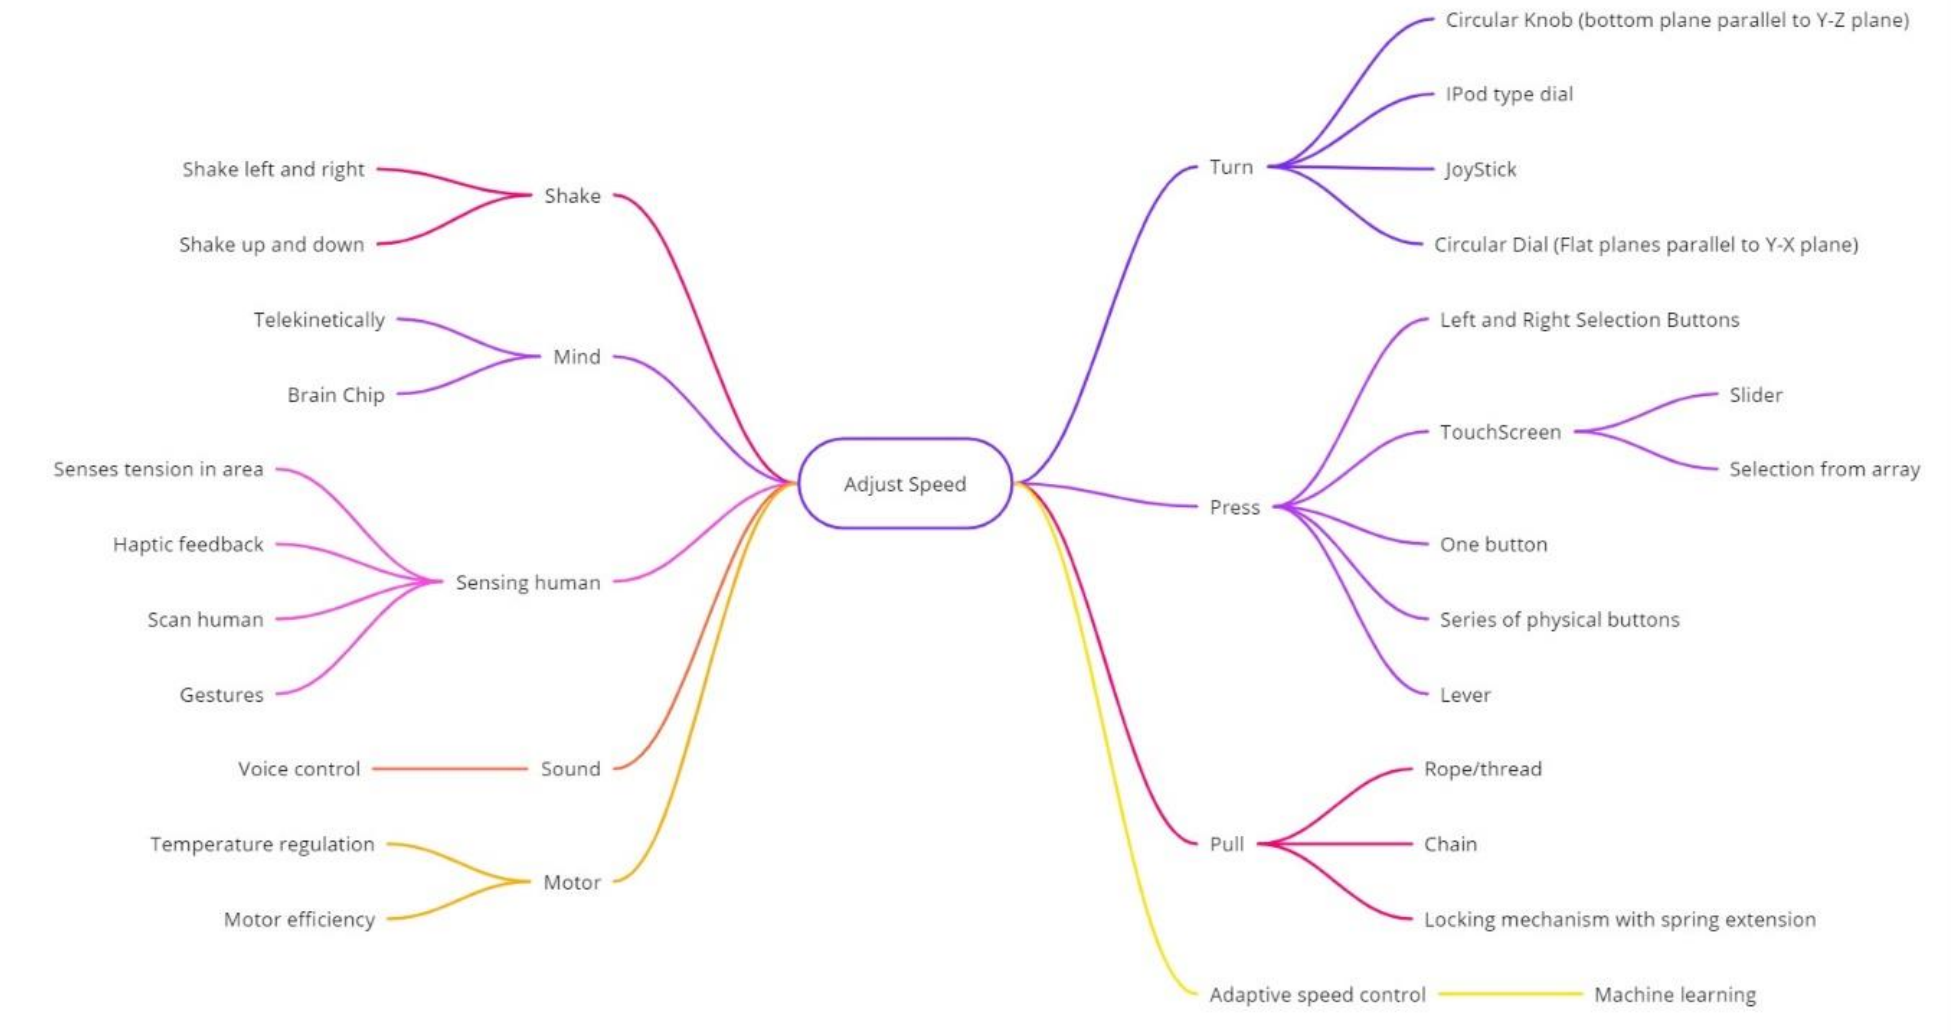 Adjust Speed
Shake
Shake left and right
Shake up and down
Mind
Telekinetically
Brain Chip
Sensing human
Senses tension in area
Haptic feedback
Scan human
Gestures
Sound
Voice control
Motor
Temperature regulation
Motor efficiency
Turn
Circular Knob (bottom plane parallel to Y-Z plane)
IPod type dial
JoyStick
Circular Dial (Flat planes parallel to Y-X plane)
Press
Left and Right Selection Buttons
TouchScreen
Slider
Selection from array
One button
Series of physical buttons
Lever
Pull
Rope/thread
Chain
Locking mechanism with spring extension
Adaptive speed control
Machine learning